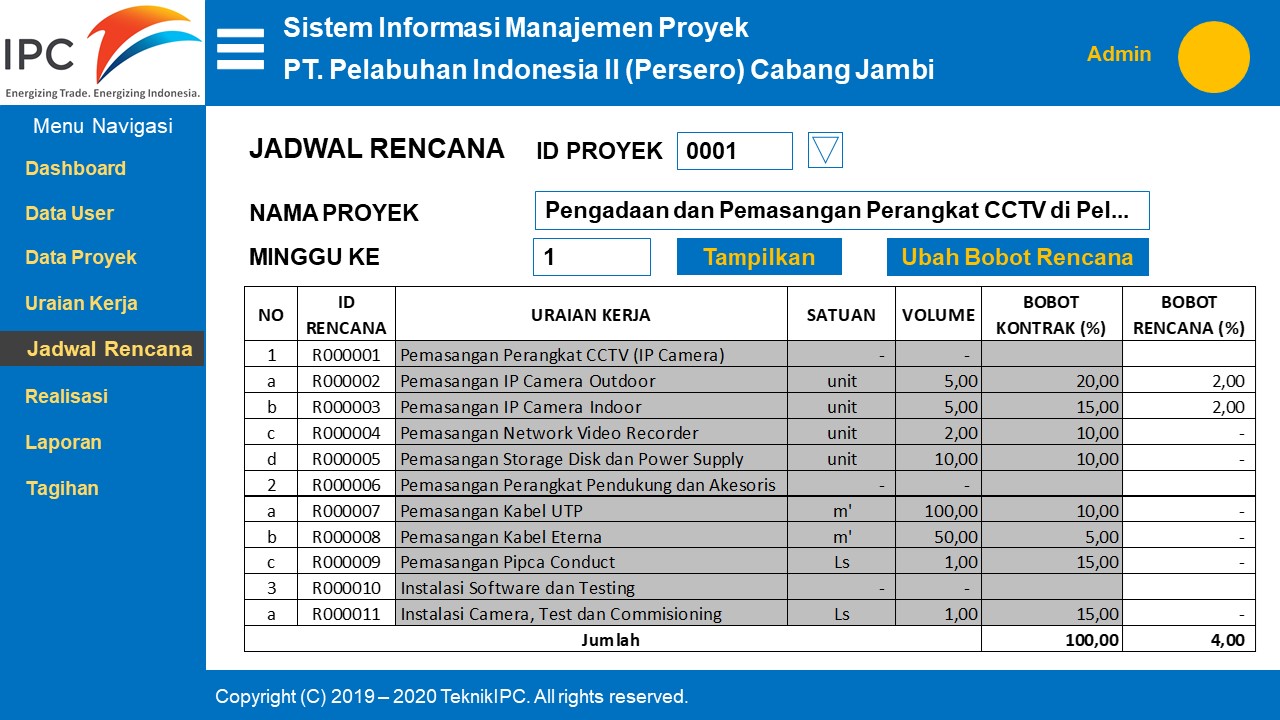 IPC
Energizing Trade. Energizing Indonesia.
Sistem Informasi Manajemen Proyek
PT. Pelabuhan Indonesia II (Persero) Cabang Jambi
Admin
Menu Navigasi
Dashboard
Data User
Data Proyek
Uraian Kerja
Jadwal Rencana
Realisasi
Laporan
Tagihan
JADWAL RENCANA ID PROYEK 0001
NAMA PROYEK Pengadaan dan Pemasangan Perangkat CCTV di Pel...
MINGGU KE 1 Tampilkan Ubah Bobot Rencana
NO ID RENCANA URAIAN KERJA SATUAN VOLUME BOBOT KONTRAK (%) BOBOT RENCANA (%)
1 R000001 Pemasangan Perangkat CCTV (IP Camera) - -
a R000002 Pemasangan IP Camera Outdoor unit 5,00 20,00 2,00
b R000003 Pemasangan IP Camera Indoor unit 5,00 15,00 2,00
c R000004 Pemasangan Network Video Recorder unit 2,00 10,00 -
d R000005 Pemasangan Storage Disk dan Power Supply unit 10,00 10,00 -
2 R000006 Pemasangan Perangkat Pendukung dan Akesoris - -
a R000007 Pemasangan Kabel UTP m' 100,00 10,00 -
b R000008 Pemasangan Kabel Eterna m' 50,00 5,00 -
c R000009 Pemasangan Pipca Conduct Ls 1,00 15,00 -
3 R000010 Instalasi Software dan Testing - -
a R000011 Instalasi Camera, Test dan Commisioning Ls 1,00 15,00 -
Jumlah 100,00 4,00
Copyright (C) 2019 – 2020 TeknikIPC. All rights reserved.